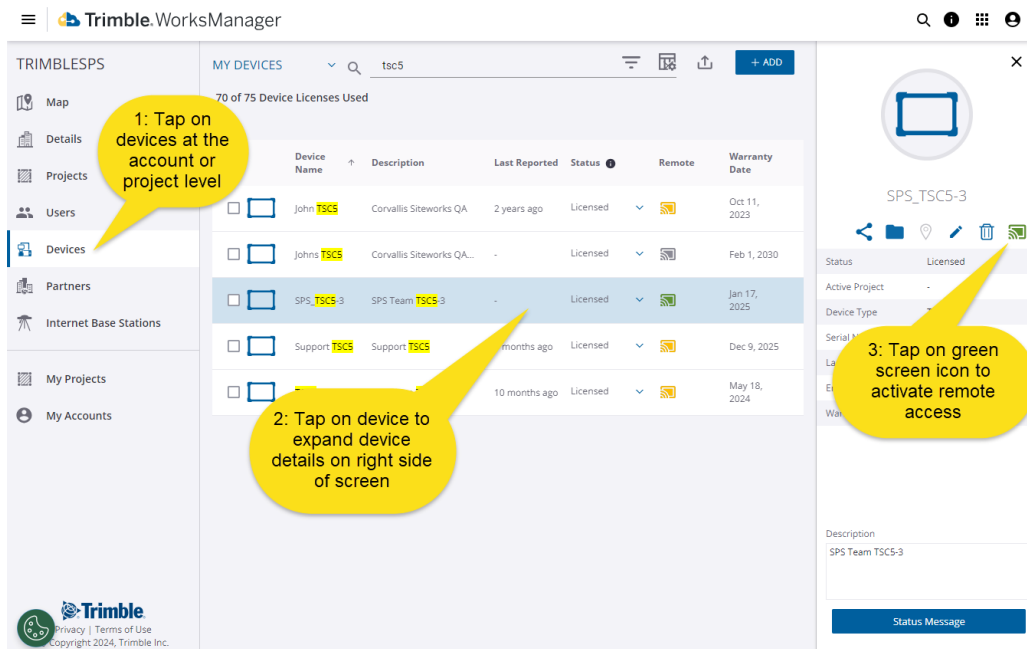 Trimble. WorksManager
TRIMBLESPS
Map
Details
Projects
Users
Devices
Partners
Internet Base Stations
My Projects
My Accounts
Trimble.
Privacy | Terms of Use
Copyright 2024, Trimble Inc.
1: Tap on
devices at the
account or
project level
MY DEVICES
tsc5
+ ADD
70 of 75 Device Licenses Used
Device Name ↑ Description Last Reported Status Remote Warranty Date
John TSC5 Corvallis Siteworks QA 2 years ago Licensed Oct 11, 2023
Johns TSC5 Corvallis Siteworks QA... - Licensed Feb 1, 2030
SPS_TSC5-3 SPS Team TSC5-3 - Licensed Jan 17, 2025
Support TSC5 Support TSC5 months ago Licensed Dec 9, 2025
10 months ago Licensed May 18, 2024
2: Tap on device to
expand device
details on right side
of screen
SPS_TSC5-3
Status Licensed
Active Project -
Device Type
Serial
3: Tap on green
screen icon to
activate remote
access
Description
SPS Team TSC5-3
Status Message